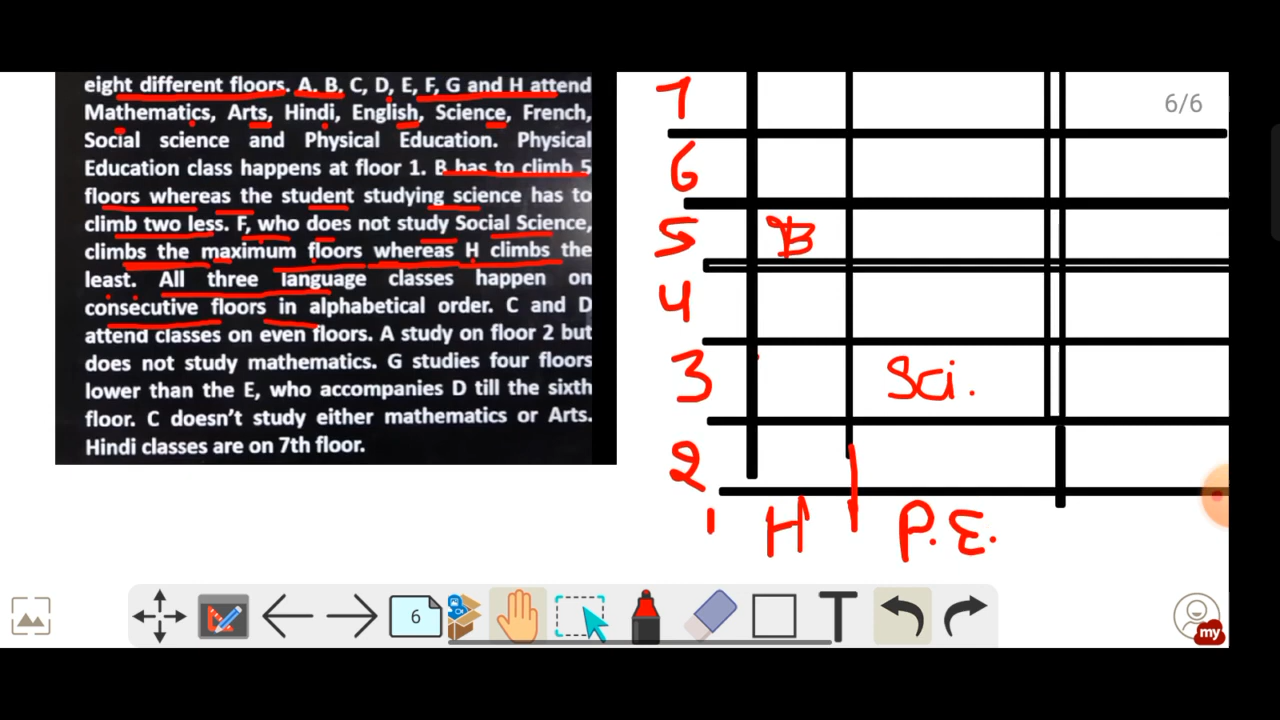 eight different floors. A. B, C, D, E, F, G and H attend
Mathematics, Arts, Hindi, English, Science, French,
Social science and Physical Education. Physical
Education class happens at floor 1. B has to climb 5
floors whereas the student studying science has to
climb two less. F, who does not study Social Science,
climbs the maximum floors whereas H climbs the
least. All three language classes happen on
consecutive floors in alphabetical order. C and D
attend classes on even floors. A study on floor 2 but
does not study mathematics. G studies four floors
lower than the E, who accompanies D till the sixth
floor. C doesn't study either mathematics or Arts.
Hindi classes are on 7th floor.
7
6/6
6
5 B
4
3 Sci.
2
1 H P.E.
6
T
my